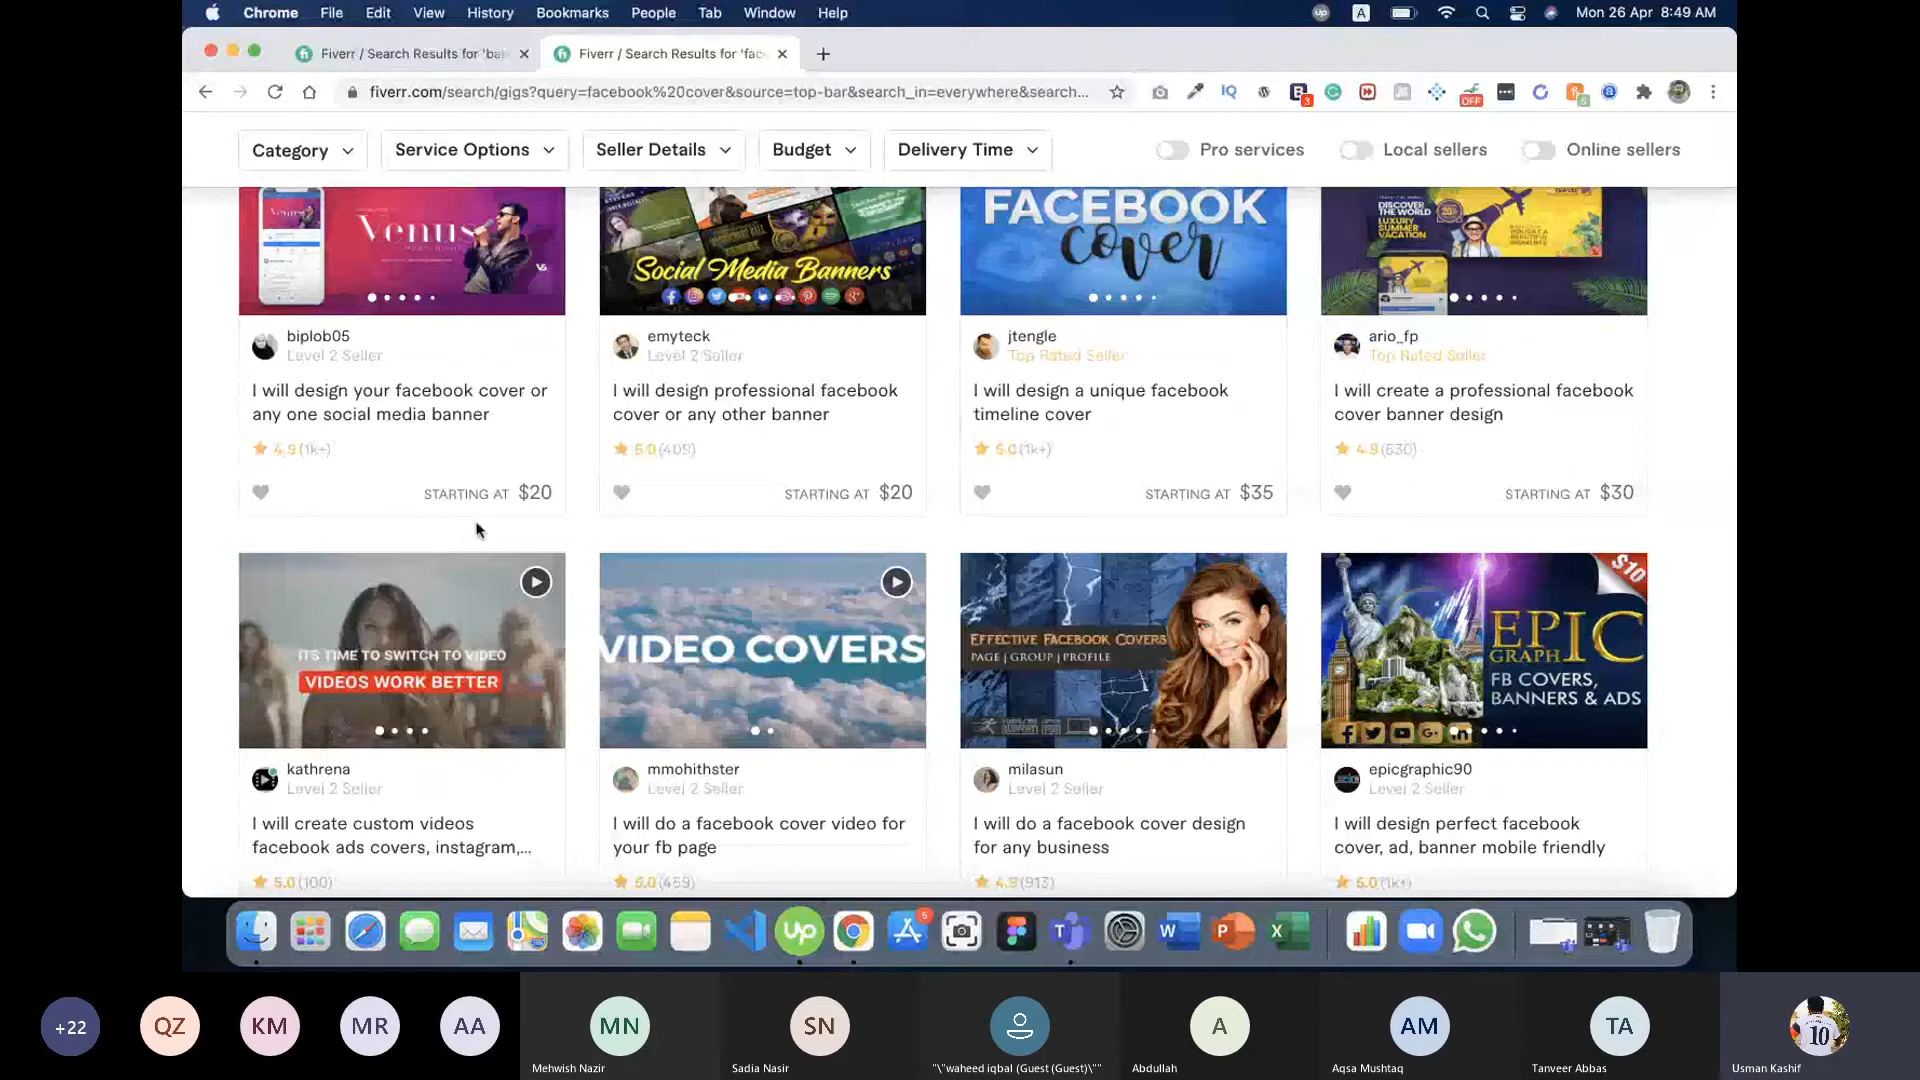 Chrome File Edit View History Bookmarks People Tab Window Help
A
Mon 26 Apr 8:49 AM
Fiverr / Search Results for 'ba
Fiverr / Search Results for 'fac
fiverr.com/search/gigs?query=facebook%20cover&source=top-bar&search_in=everywhere&search...
IQ
3
OFF
Category
Service Options
Seller Details
Budget
Delivery Time
Pro services
Local sellers
Online sellers
Venus
Social Media Banners
FACEBOOK
cover
DISCOVER
THE WORLD
LUXURY
SUMMER
VACATION
biplob05
Level 2 Seller
I will design your facebook cover or
any one social media banner
4.9 (1k+)
STARTING AT $20
emyteck
Level 2 Seller
I will design professional facebook
cover or any other banner
5.0 (409)
STARTING AT $20
jtengle
Top Rated Seller
I will design a unique facebook
timeline cover
5.0 (1k+)
STARTING AT $35
ario_fp
Top Rated Seller
I will create a professional facebook
cover banner design
4.9 (530)
STARTING AT $30
ITS TIME TO SWITCH TO VIDEO
VIDEOS WORK BETTER
VIDEO COVERS
EFFECTIVE FACEBOOK COVERS
PAGE | GROUP | PROFILE
$10
EPIC
GRAPH
FB COVERS,
BANNERS & ADS
kathrena
Level 2 Seller
I will create custom videos
facebook ads covers, instagram,...
5.0 (100)
mmohithster
Level 2 Seller
I will do a facebook cover video for
your fb page
5.0 (459)
milasun
Level 2 Seller
I will do a facebook cover design
for any business
4.9 (913)
epicgraphic90
Level 2 Seller
I will design perfect facebook
cover, ad, banner mobile friendly
5.0 (1k+)
up
6
T
W
P
X
+22
QZ
KM
MR
AA
MN
Mehwish Nazir
SN
Sadia Nasir
"\"waheed iqbal (Guest (Guest)\""
A
Abdullah
AM
Aqsa Mushtaq
TA
Tanveer Abbas
10
Usman Kashif